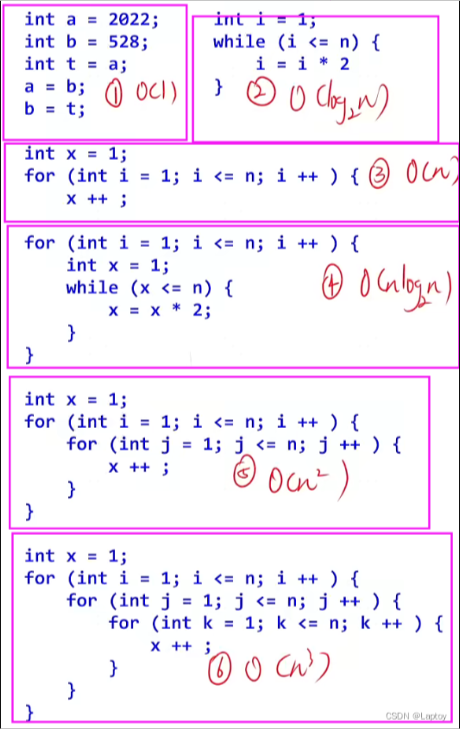 int a = 2022;
int b = 528;
int t = a;
a = b;
b = t;
① O(1)
int i = 1;
while (i <= n) {
    i = i * 2
}
② O(log₂n)
int x = 1;
for (int i = 1; i <= n; i ++ ) {
    x ++ ;
③ O(n)
for (int i = 1; i <= n; i ++ ) {
    int x = 1;
    while (x <= n) {
        x = x * 2;
    }
}
④ O(nlog₂n)
int x = 1;
for (int i = 1; i <= n; i ++ ) {
    for (int j = 1; j <= n; j ++ ) {
        x ++ ;
    }
}
⑤ O(n²)
int x = 1;
for (int i = 1; i <= n; i ++ ) {
    for (int j = 1; j <= n; j ++ ) {
        for (int k = 1; k <= n; k ++ ) {
            x ++ ;
        }
    }
}
⑥ O(n³)
CSDN @Laptoy